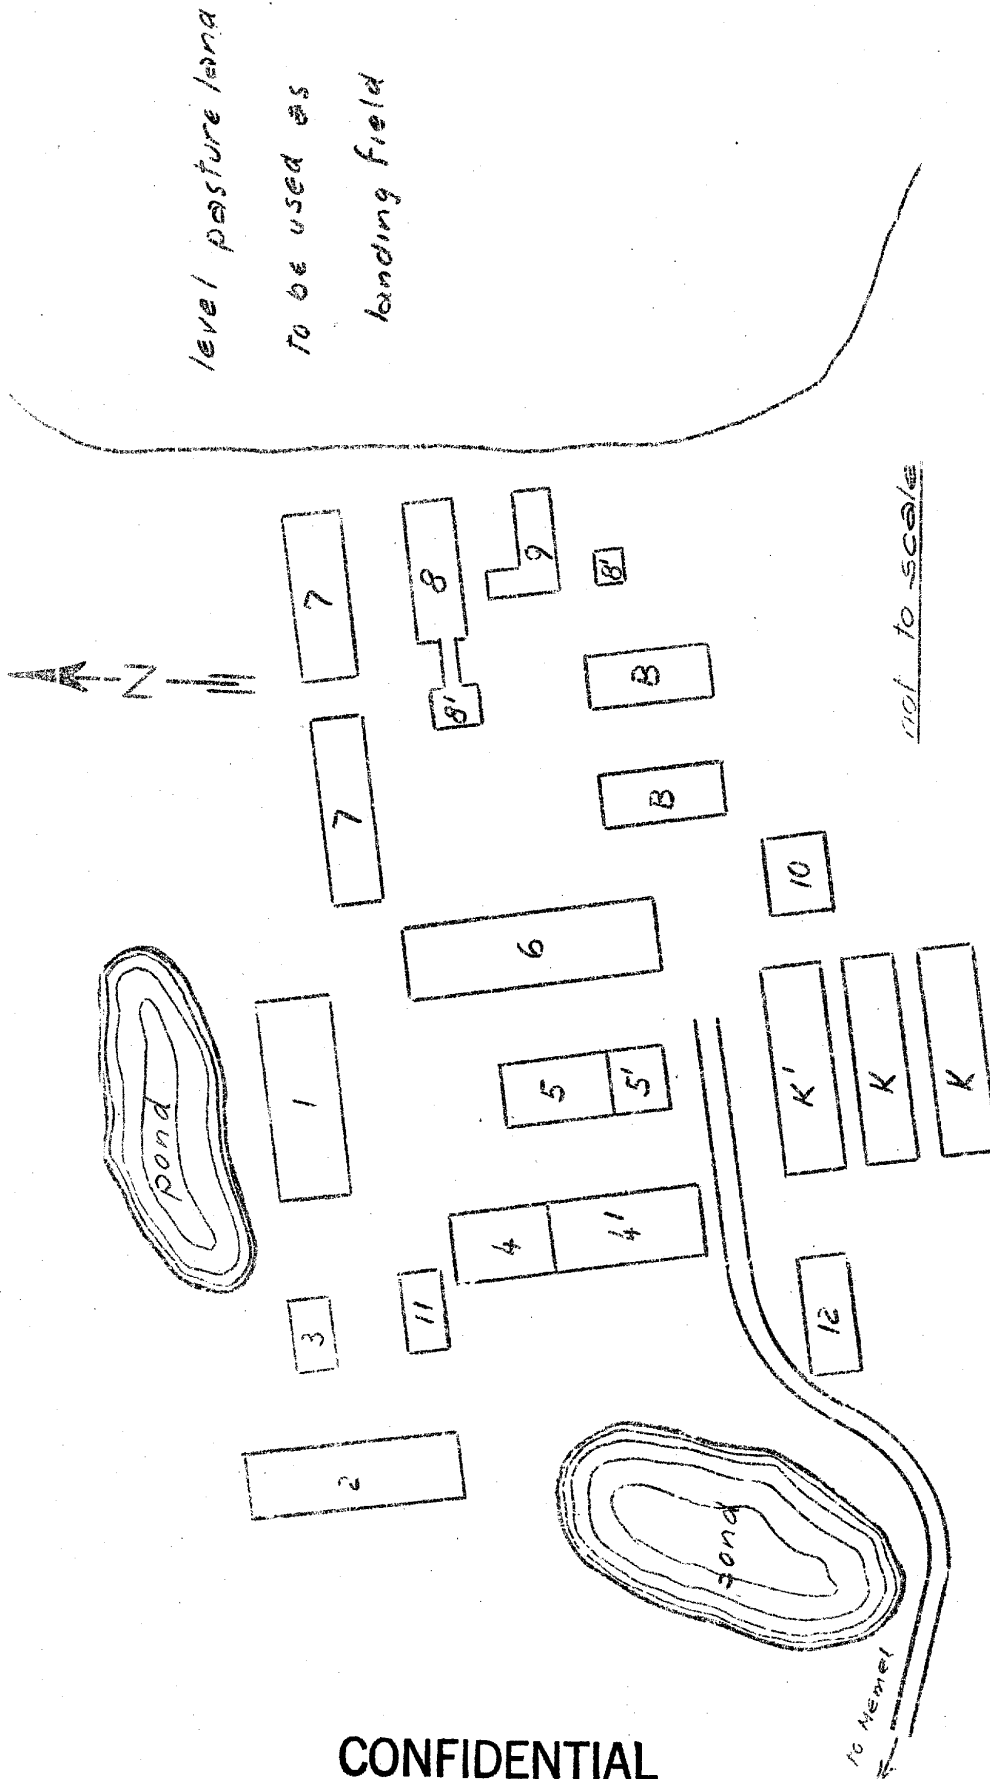 level pasture land
to be used as
landing field
N
pond
7
7
8
8'
9
8'
B
B
6
10
1
5
5'
K'
K
K
3
11
4
4'
12
2
pond
not to scale
to Memel
CONFIDENTIAL